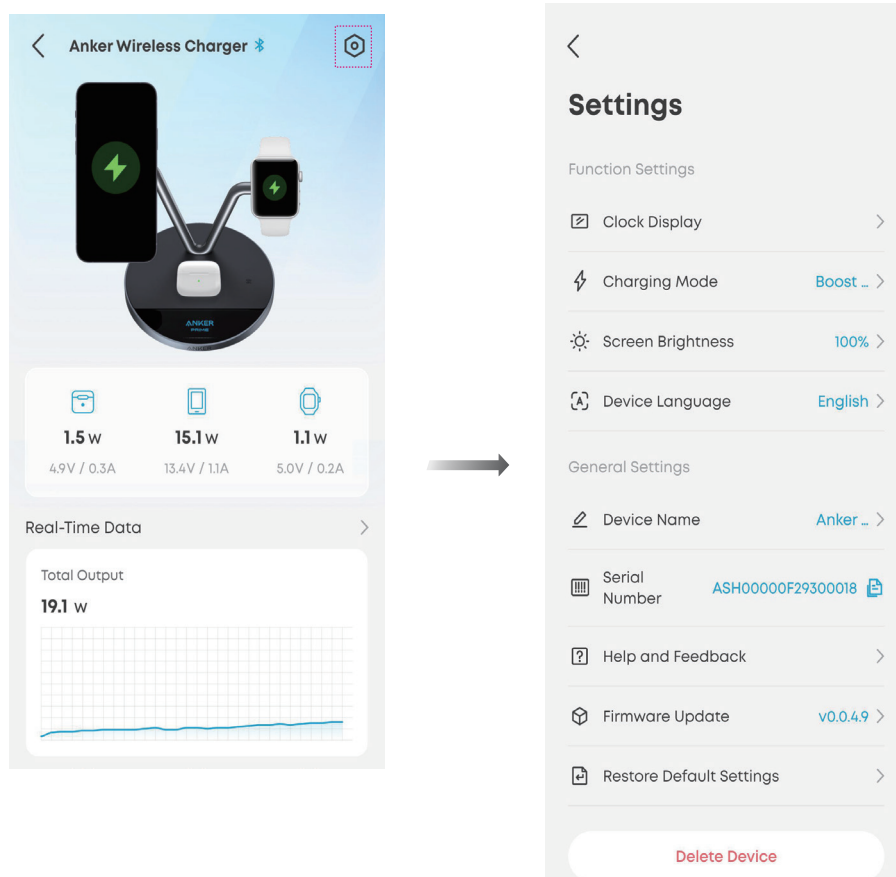 Anker Wireless Charger
ANKER
PRIME
1.5 W
15.1 W
1.1 W
4.9V / 0.3A
13.4V / 1.1A
5.0V / 0.2A
Real-Time Data
Total Output
19.1 W
Settings
Function Settings
Clock Display
Charging Mode Boost ...
Screen Brightness 100%
Device Language English
General Settings
Device Name Anker ...
Serial
Number
ASH00000F29300018
Help and Feedback
Firmware Update v0.0.4.9
Restore Default Settings
Delete Device